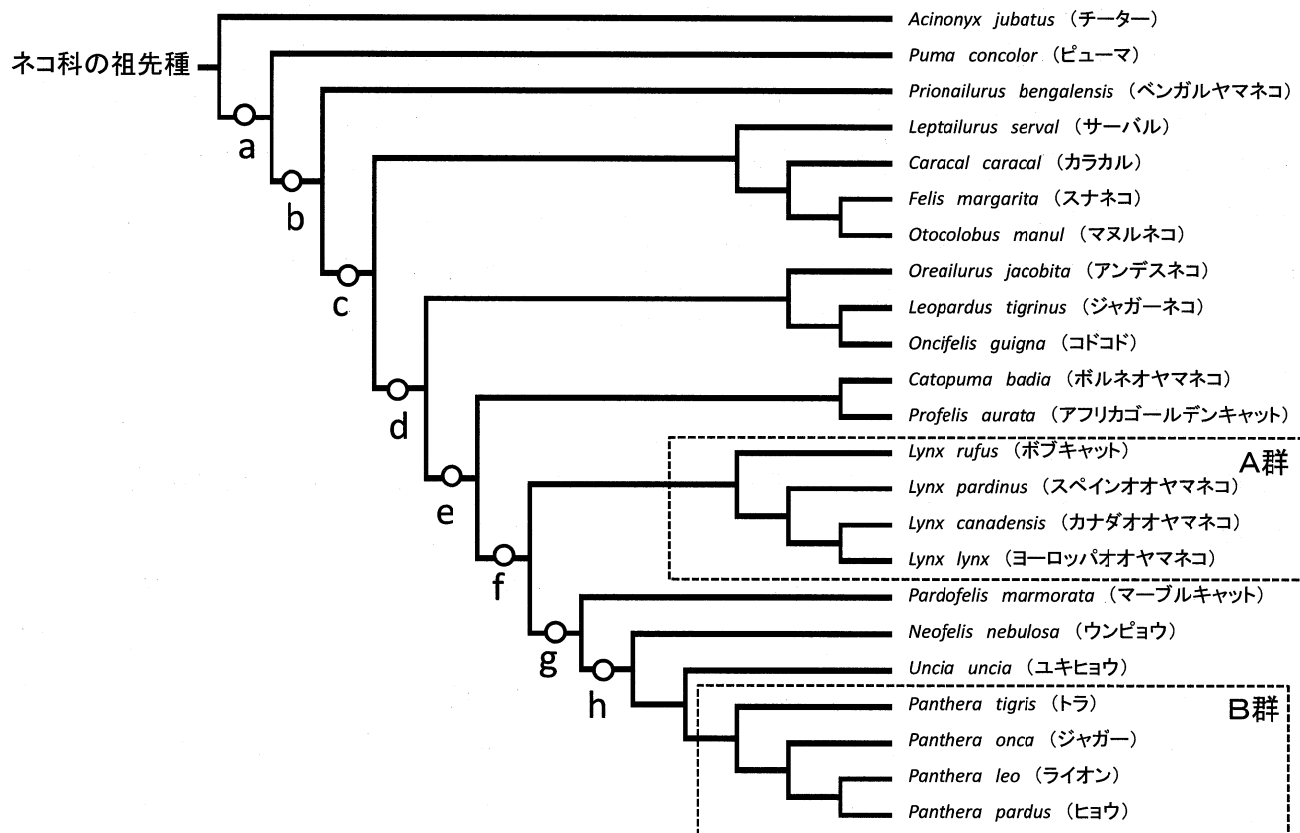 Acinonyx jubatus （チーター）
ネコ科の祖先種
Puma concolor （ピューマ）
Prionailurus bengalensis （ベンガルヤマネコ）
a
Leptailurus serval （サーバル）
Caracal caracal （カラカル）
b
Felis margarita （スナネコ）
Otocolobus manul （マヌルネコ）
Oreailurus jacobita （アンデスネコ）
c
Leopardus tigrinus （ジャガーネコ）
Oncifelis guigna （コドコド）
Catopuma badia （ボルネオヤマネコ）
d
Profelis aurata （アフリカゴールデンキャット）
Lynx rufus （ボブキャット）
A群
Lynx pardinus （スペインオオヤマネコ）
e
Lynx canadensis （カナダオオヤマネコ）
Lynx lynx （ヨーロッパオオヤマネコ）
f
Pardofelis marmorata （マーブルキャット）
Neofelis nebulosa （ウンピョウ）
g
Uncia uncia （ユキヒョウ）
h
Panthera tigris （トラ）
B群
Panthera onca （ジャガー）
Panthera leo （ライオン）
Panthera pardus （ヒョウ）